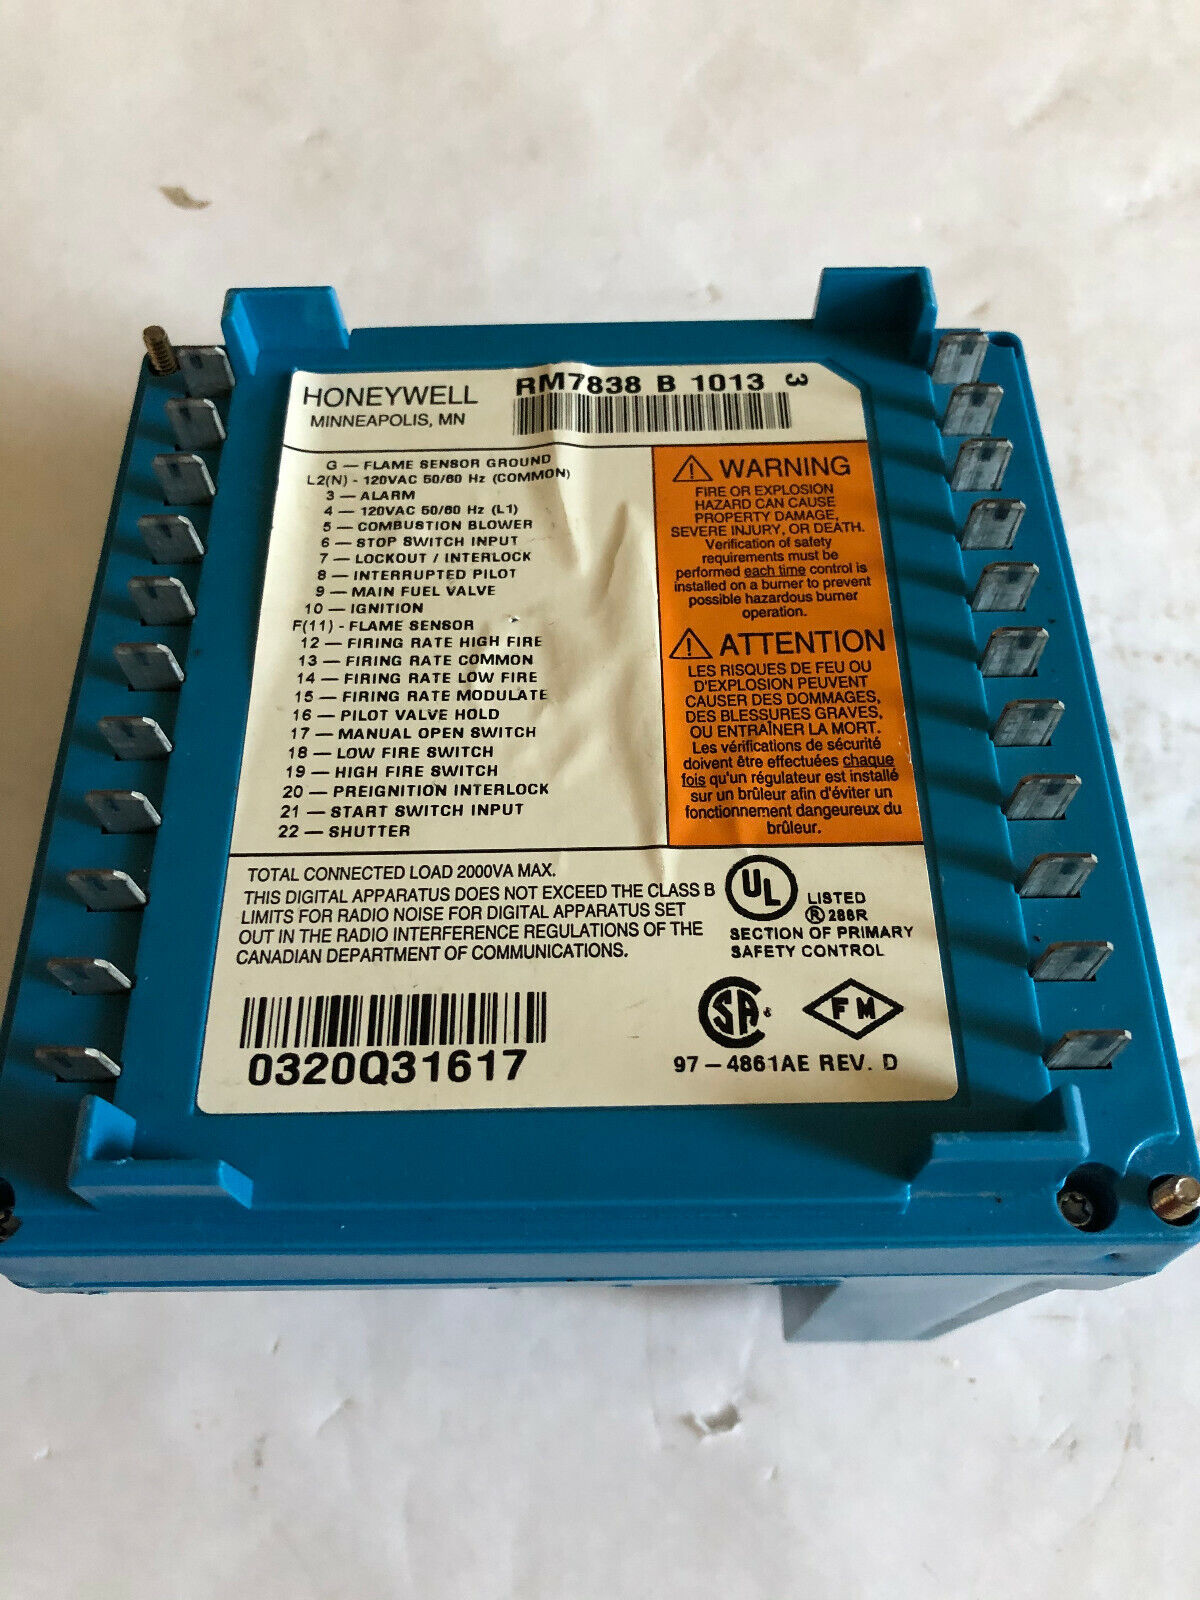 HONEYWELL
MINNEAPOLIS, MN
RM7838 B 1013 3
G — FLAME SENSOR GROUND
L2(N) - 120VAC 50/60 Hz (COMMON)
3 — ALARM
4 — 120VAC 50/60 Hz (L1)
5 — COMBUSTION BLOWER
6 — STOP SWITCH INPUT
7 — LOCKOUT / INTERLOCK
8 — INTERRUPTED PILOT
9 — MAIN FUEL VALVE
10 — IGNITION
F(11) - FLAME SENSOR
12 — FIRING RATE HIGH FIRE
13 — FIRING RATE COMMON
14 — FIRING RATE LOW FIRE
15 — FIRING RATE MODULATE
16 — PILOT VALVE HOLD
17 — MANUAL OPEN SWITCH
18 — LOW FIRE SWITCH
19 — HIGH FIRE SWITCH
20 — PREIGNITION INTERLOCK
21 — START SWITCH INPUT
22 — SHUTTER
⚠ WARNING
FIRE OR EXPLOSION
HAZARD CAN CAUSE
PROPERTY DAMAGE,
SEVERE INJURY, OR DEATH.
Verification of safety
requirements must be
performed each time control is
installed on a burner to prevent
possible hazardous burner
operation.
⚠ ATTENTION
LES RISQUES DE FEU OU
D'EXPLOSION PEUVENT
CAUSER DES DOMMAGES,
DES BLESSURES GRAVES,
OU ENTRAÎNER LA MORT.
Les vérifications de sécurité
doivent être effectuées chaque
fois qu'un régulateur est installé
sur un brûleur afin d'éviter un
fonctionnement dangeureux du
brûleur.
TOTAL CONNECTED LOAD 2000VA MAX.
THIS DIGITAL APPARATUS DOES NOT EXCEED THE CLASS B
LIMITS FOR RADIO NOISE FOR DIGITAL APPARATUS SET
OUT IN THE RADIO INTERFERENCE REGULATIONS OF THE
CANADIAN DEPARTMENT OF COMMUNICATIONS.
UL LISTED
® 288R
SECTION OF PRIMARY
SAFETY CONTROL
0320Q31617
SA
FM
97 – 4861AE REV. D